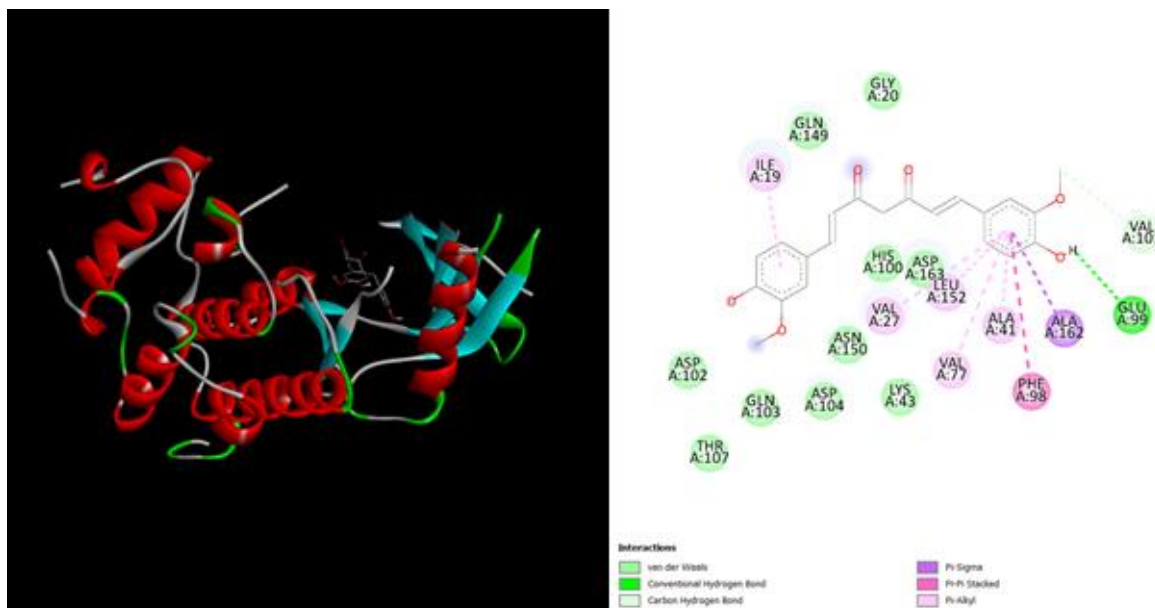 GLY
A:20
GLN
A:149
ILE
A:19
O
O
O
VAL
A:10
HIS
A:100
ASP
A:163
H
O
LEU
A:152
O
VAL
A:27
ALA
A:41
GLU
A:99
ALA
A:162
O
ASN
A:150
ASP
A:102
VAL
A:77
PHE
A:98
LYS
A:43
ASP
A:104
GLN
A:103
THR
A:107
Interactions
van der Waals
Conventional Hydrogen Bond
Carbon Hydrogen Bond
Pi-Sigma
Pi-Pi Stacked
Pi-Alkyl